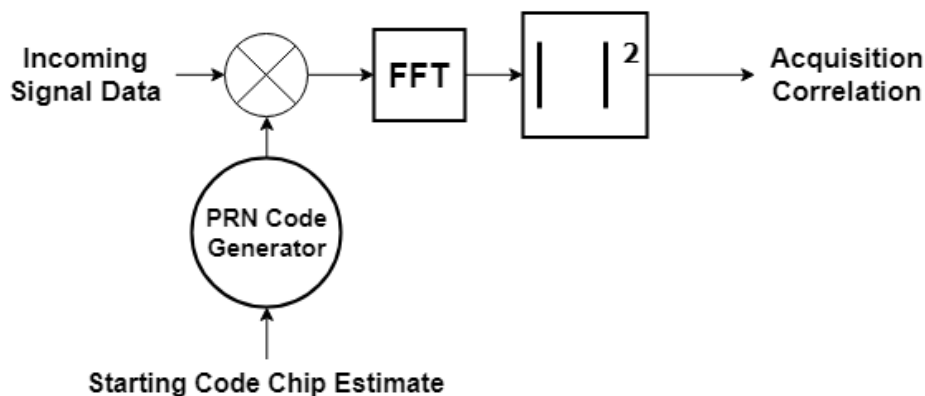 Incoming
Signal Data
FFT
| |²
Acquisition
Correlation
PRN Code
Generator
Starting Code Chip Estimate